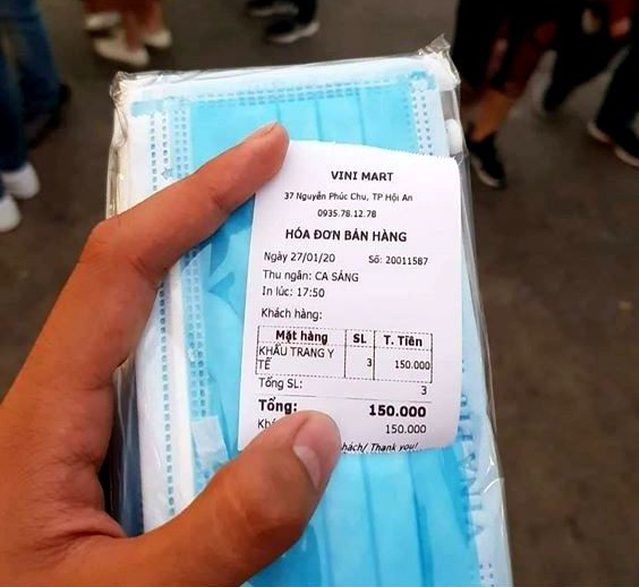 VINI MART
37 Nguyễn Phúc Chu, TP Hội An
0935.78.12.78
HÓA ĐƠN BÁN HÀNG
Ngày 27/01/20 Số: 20011587
Thu ngân: CA SÁNG
In lúc: 17:50
Khách hàng:
Mặt hàng SL T. Tiền
KHẨU TRANG Y 3 150.000
TẾ
Tổng SL: 3
Tổng: 150.000
150.000
Thank you!